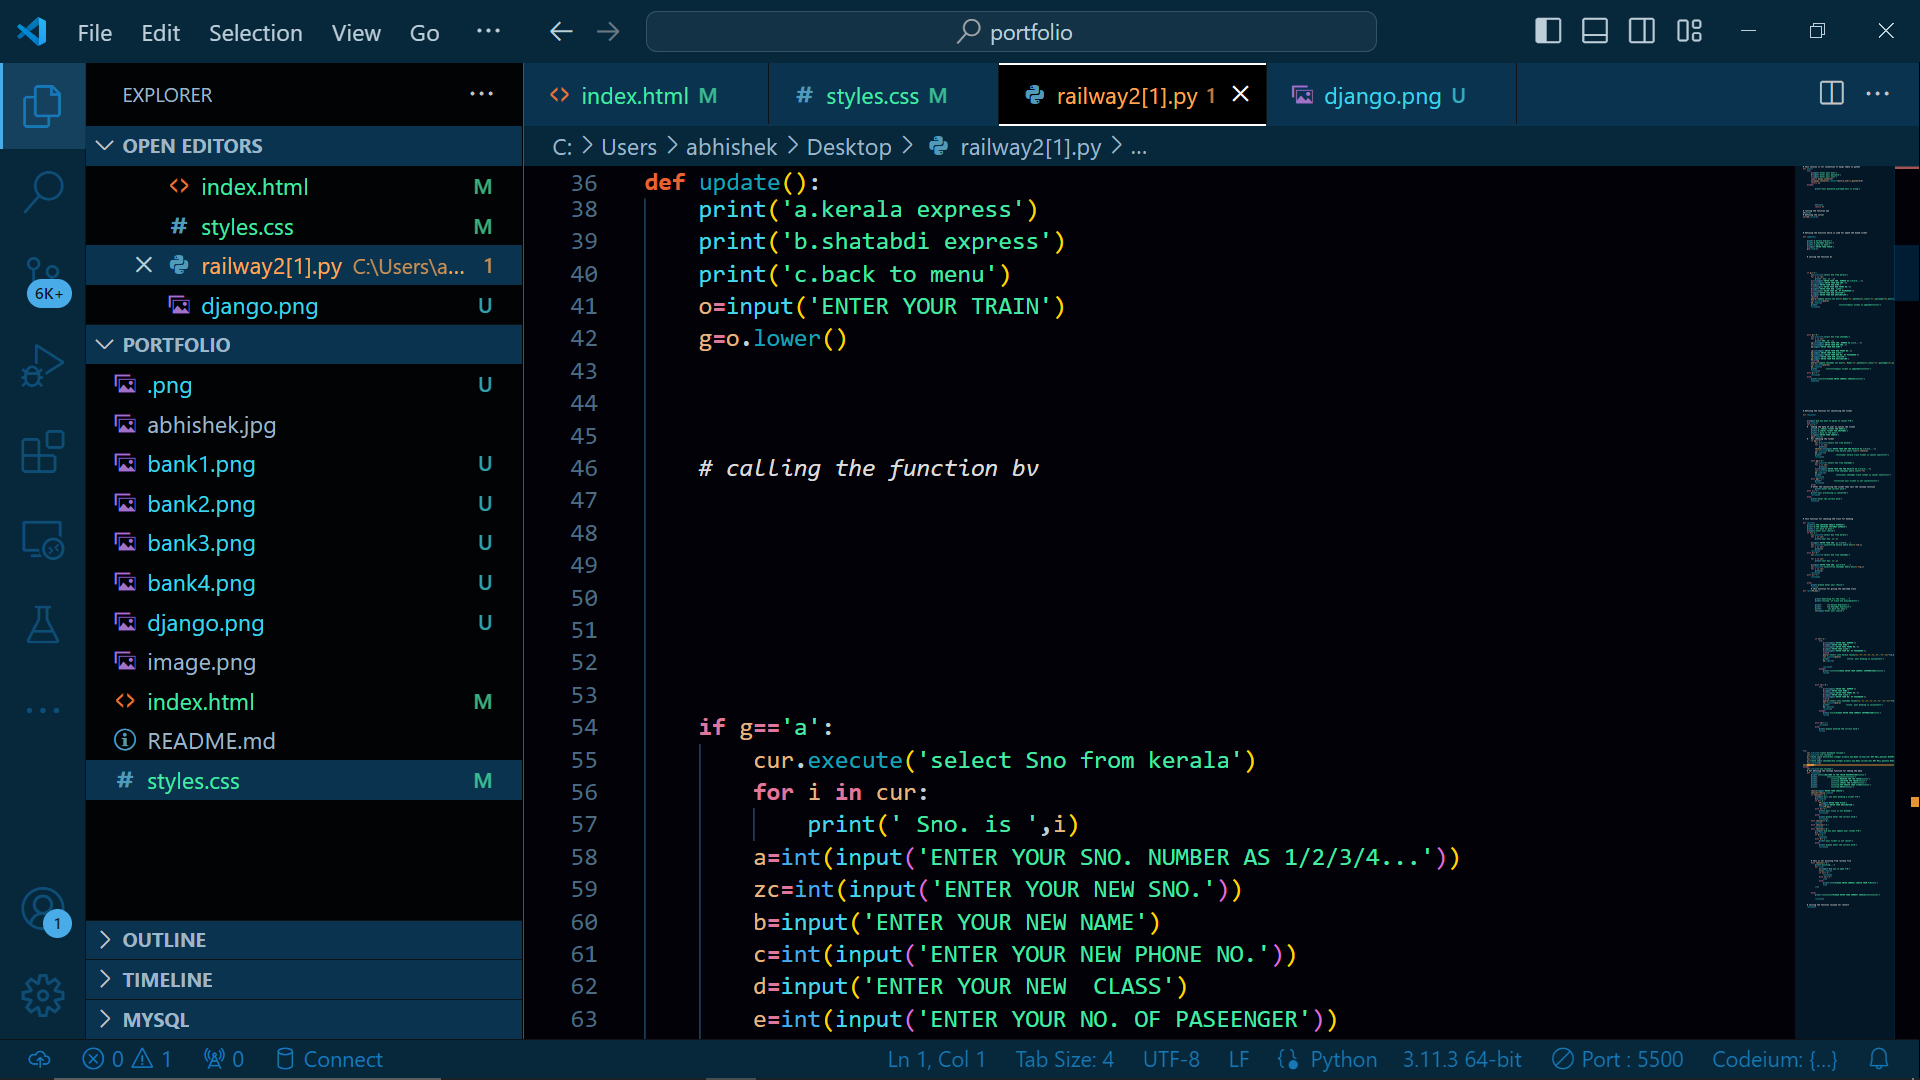 File Edit Selection View Go ···
portfolio
EXPLORER ···
index.html M
styles.css M
railway2[1].py 1
django.png U
C: > Users > abhishek > Desktop > railway2[1].py > ...
OPEN EDITORS
index.html M
styles.css M
railway2[1].py C:\Users\a... 1
django.png U
PORTFOLIO
.png U
abhishek.jpg
bank1.png U
bank2.png U
bank3.png U
bank4.png U
django.png U
image.png
index.html M
README.md
styles.css M
OUTLINE
TIMELINE
MYSQL
6K+
1
36 def update():
38 print('a.kerala express')
39 print('b.shatabdi express')
40 print('c.back to menu')
41 o=input('ENTER YOUR TRAIN')
42 g=o.lower()
43
44
45
46 # calling the function bv
47
48
49
50
51
52
53
54 if g=='a':
55 cur.execute('select Sno from kerala')
56 for i in cur:
57 print(' Sno. is ',i)
58 a=int(input('ENTER YOUR SNO. NUMBER AS 1/2/3/4...'))
59 zc=int(input('ENTER YOUR NEW SNO.'))
60 b=input('ENTER YOUR NEW NAME')
61 c=int(input('ENTER YOUR NEW PHONE NO.'))
62 d=input('ENTER YOUR NEW  CLASS')
63 e=int(input('ENTER YOUR NO. OF PASEENGER'))
0 1 0 Connect Ln 1, Col 1 Tab Size: 4 UTF-8 LF Python 3.11.3 64-bit Port : 5500 Codeium: {...}